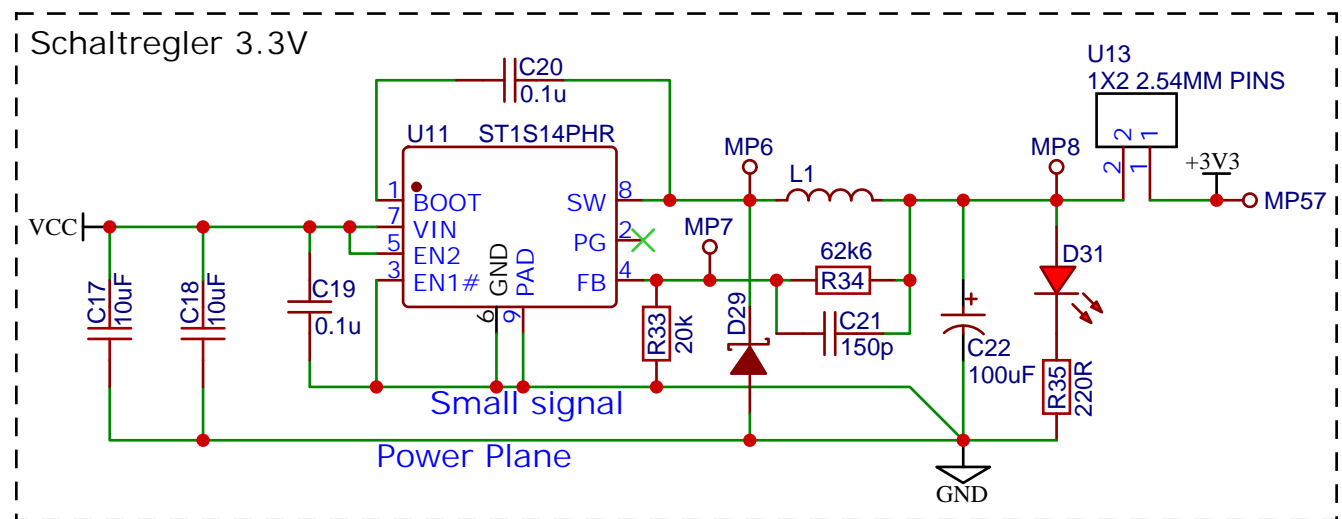 Schaltregler 3.3V
U13
1X2 2.54MM PINS
2
1
2
1
C20
0.1u
U11
ST1S14PHR
MP6
L1
MP8
+3V3
MP57
VCC
1
BOOT
7
VIN
5
EN2
3
EN1#
GND
6
PAD
9
SW
8
PG
2
FB
4
MP7
62k6
R34
C21
150p
D31
C17
10uF
C18
10uF
C19
0.1u
R33
20k
D29
+
C22
100uF
R35
220R
Small signal
Power Plane
GND